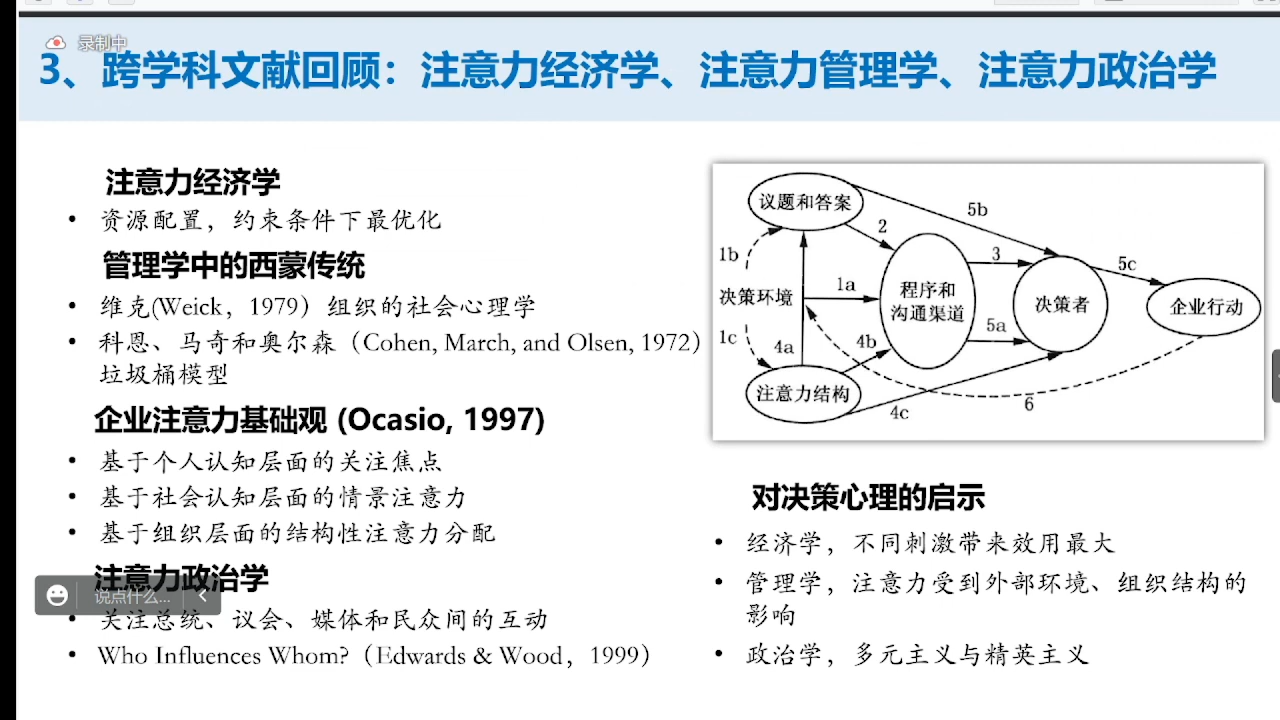 录制中
3、跨学科文献回顾：注意力经济学、注意力管理学、注意力政治学
注意力经济学
• 资源配置，约束条件下最优化
管理学中的西蒙传统
• 维克(Weick，1979）组织的社会心理学
• 科恩、马奇和奥尔森（Cohen, March, and Olsen, 1972）
垃圾桶模型
企业注意力基础观 (Ocasio, 1997)
• 基于个人认知层面的关注焦点
• 基于社会认知层面的情景注意力
• 基于组织层面的结构性注意力分配
注意力政治学
说点什么...
• 关注总统、议会、媒体和民众间的互动
• Who Influences Whom?（Edwards & Wood，1999）
议题和答案
5b
2
1b
3
5c
决策环境
1a
程序和
沟通渠道
决策者
企业行动
1c
4a
4b
5a
注意力结构
4c
6
对决策心理的启示
• 经济学，不同刺激带来效用最大
• 管理学，注意力受到外部环境、组织结构的
影响
• 政治学，多元主义与精英主义